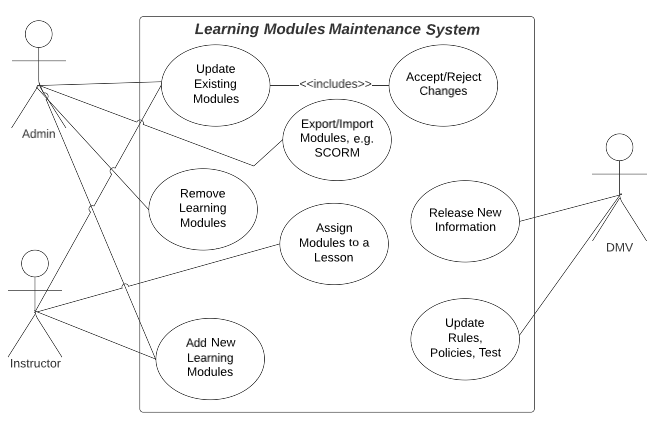 Learning Modules Maintenance System
Update
Existing
Modules
<<includes>>
Accept/Reject
Changes
Admin
Export/Import
Modules, e.g.
SCORM
Remove
Learning
Modules
Assign
Modules to a
Lesson
Release New
Information
DMV
Instructor
Add New
Learning
Modules
Update
Rules,
Policies, Test